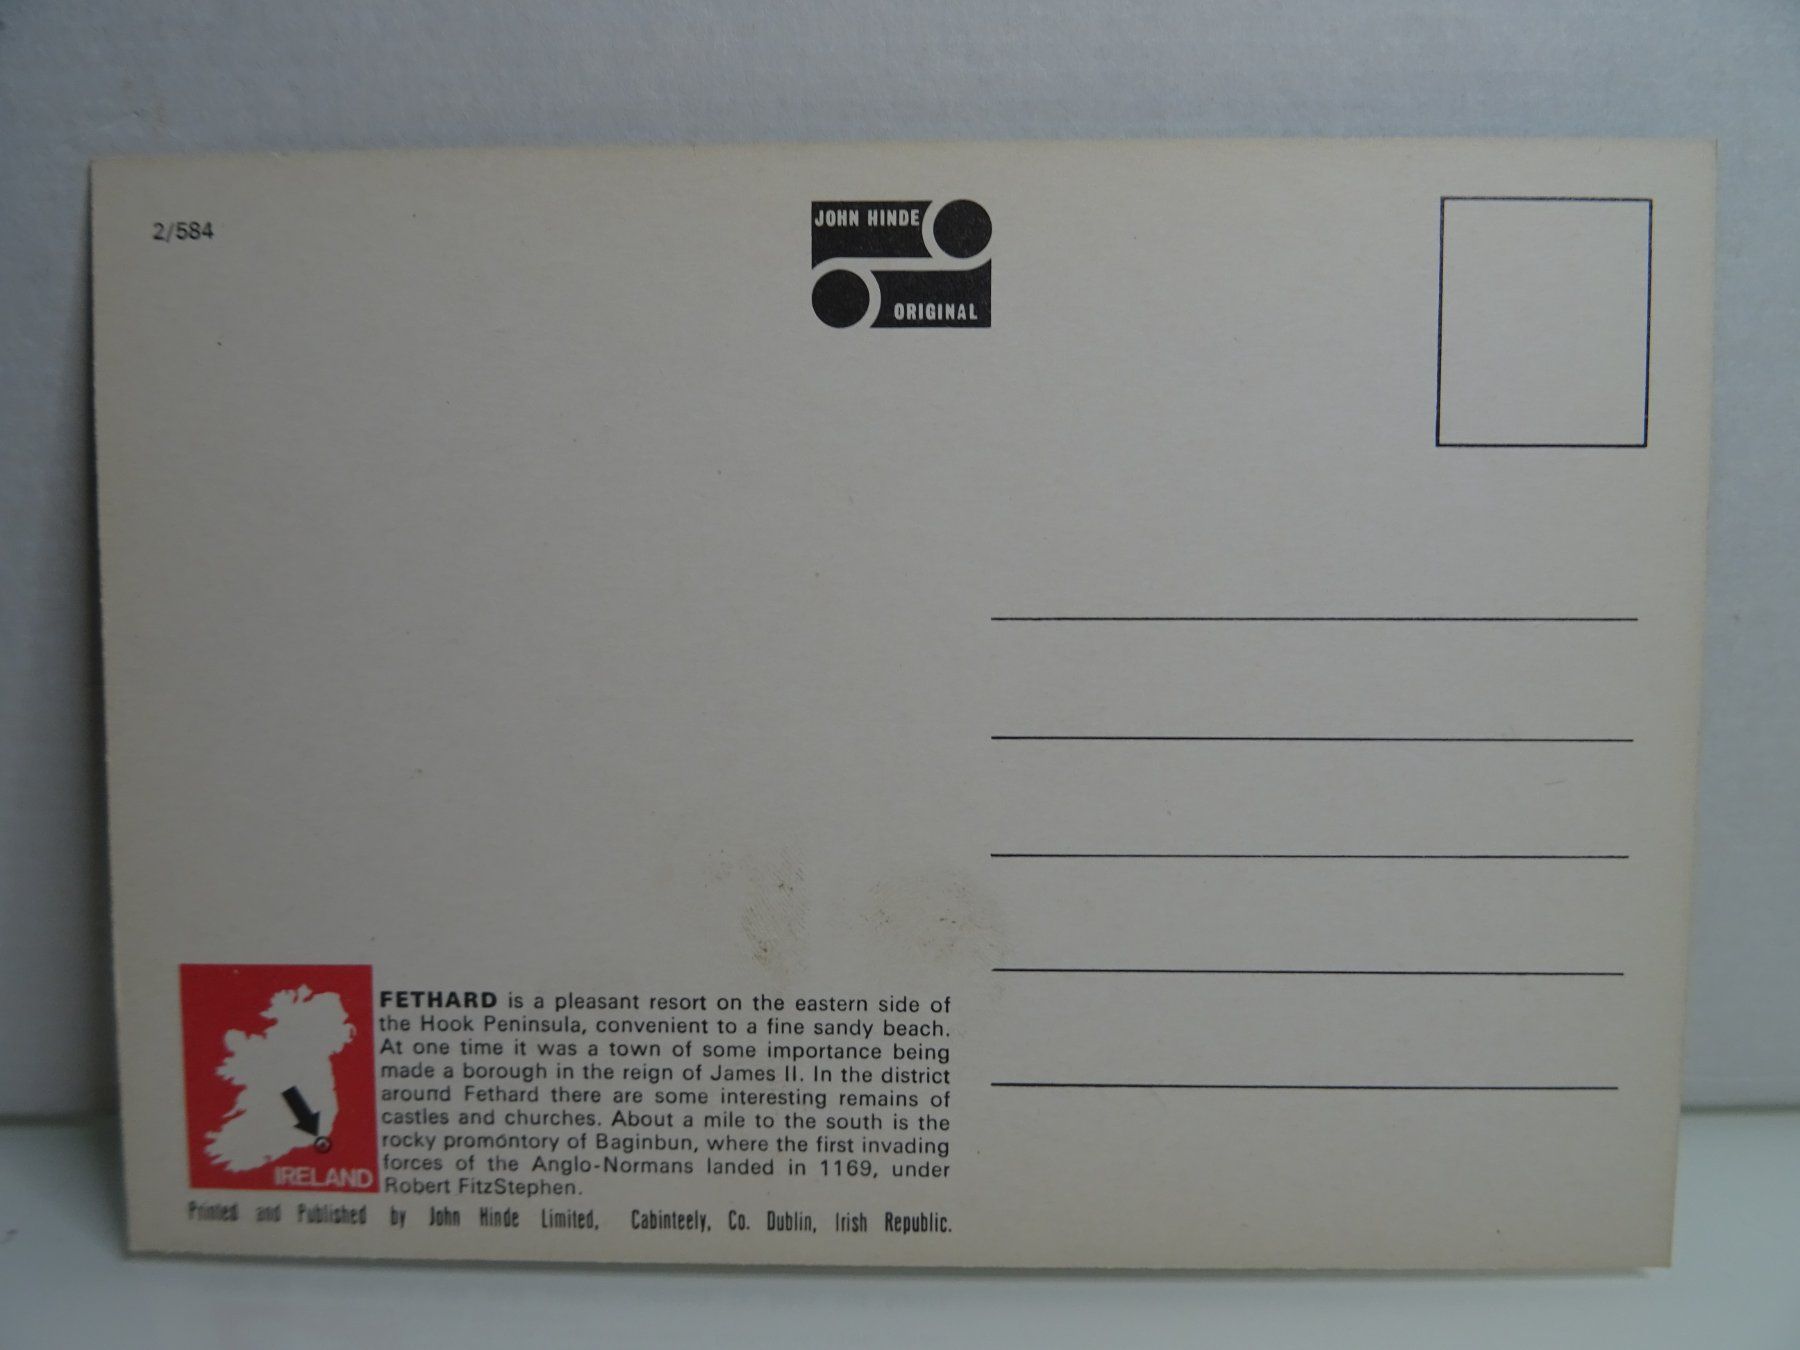 2/584
JOHN HINDE
ORIGINAL
FETHARD is a pleasant resort on the eastern side of
the Hook Peninsula, convenient to a fine sandy beach.
At one time it was a town of some importance being
made a borough in the reign of James II. In the district
around Fethard there are some interesting remains of
castles and churches. About a mile to the south is the
rocky promontory of Baginbun, where the first invading
forces of the Anglo-Normans landed in 1169, under
Robert FitzStephen.
IRELAND
Printed and Published by John Hinde Limited, Cabinteely, Co. Dublin, Irish Republic.